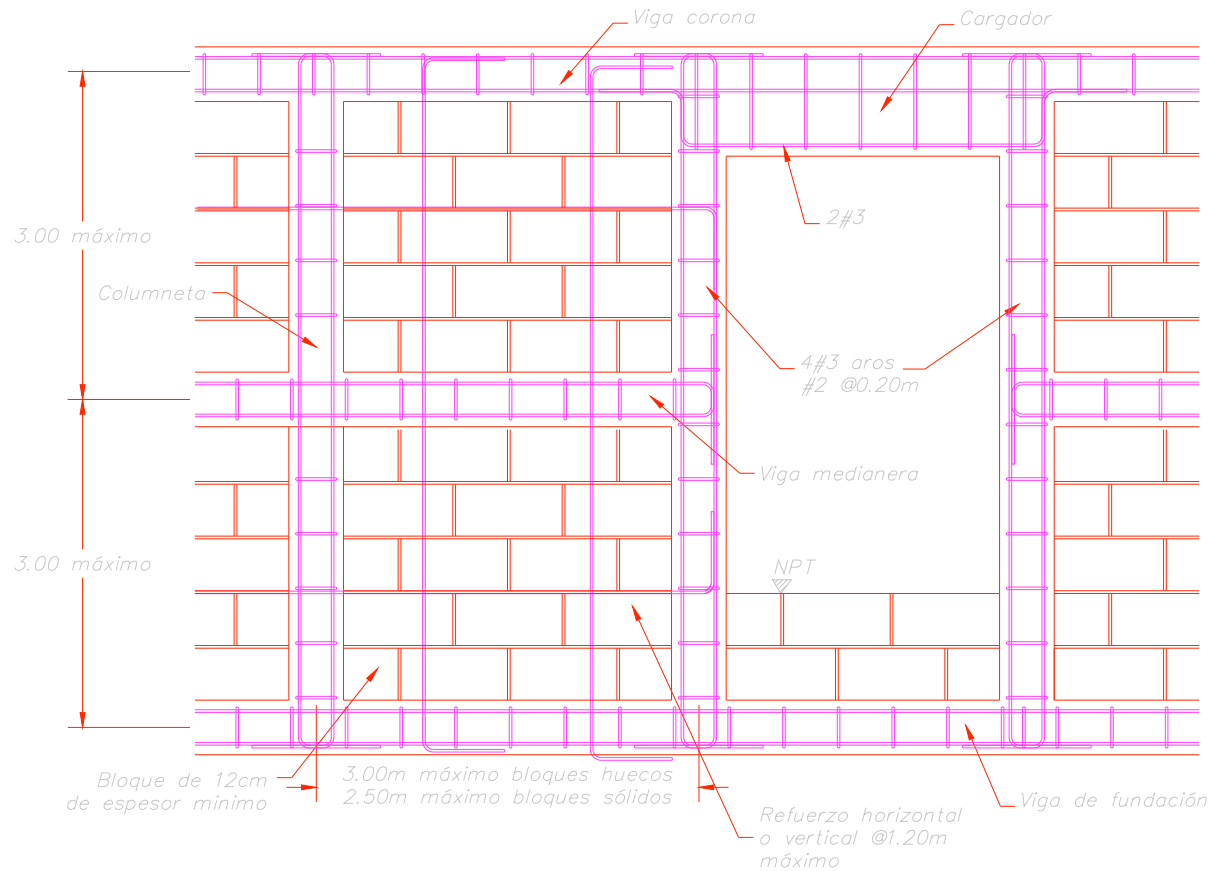 Viga corona
Cargador
3.00 máximo
2#3
Columneta
4#3 aros
#2 @0.20m
Viga medianera
3.00 máximo
NPT
Bloque de 12cm
de espesor minimo
3.00m máximo bloques huecos
2.50m máximo bloques sólidos
Refuerzo horizontal
o vertical @1.20m
máximo
Viga de fundación